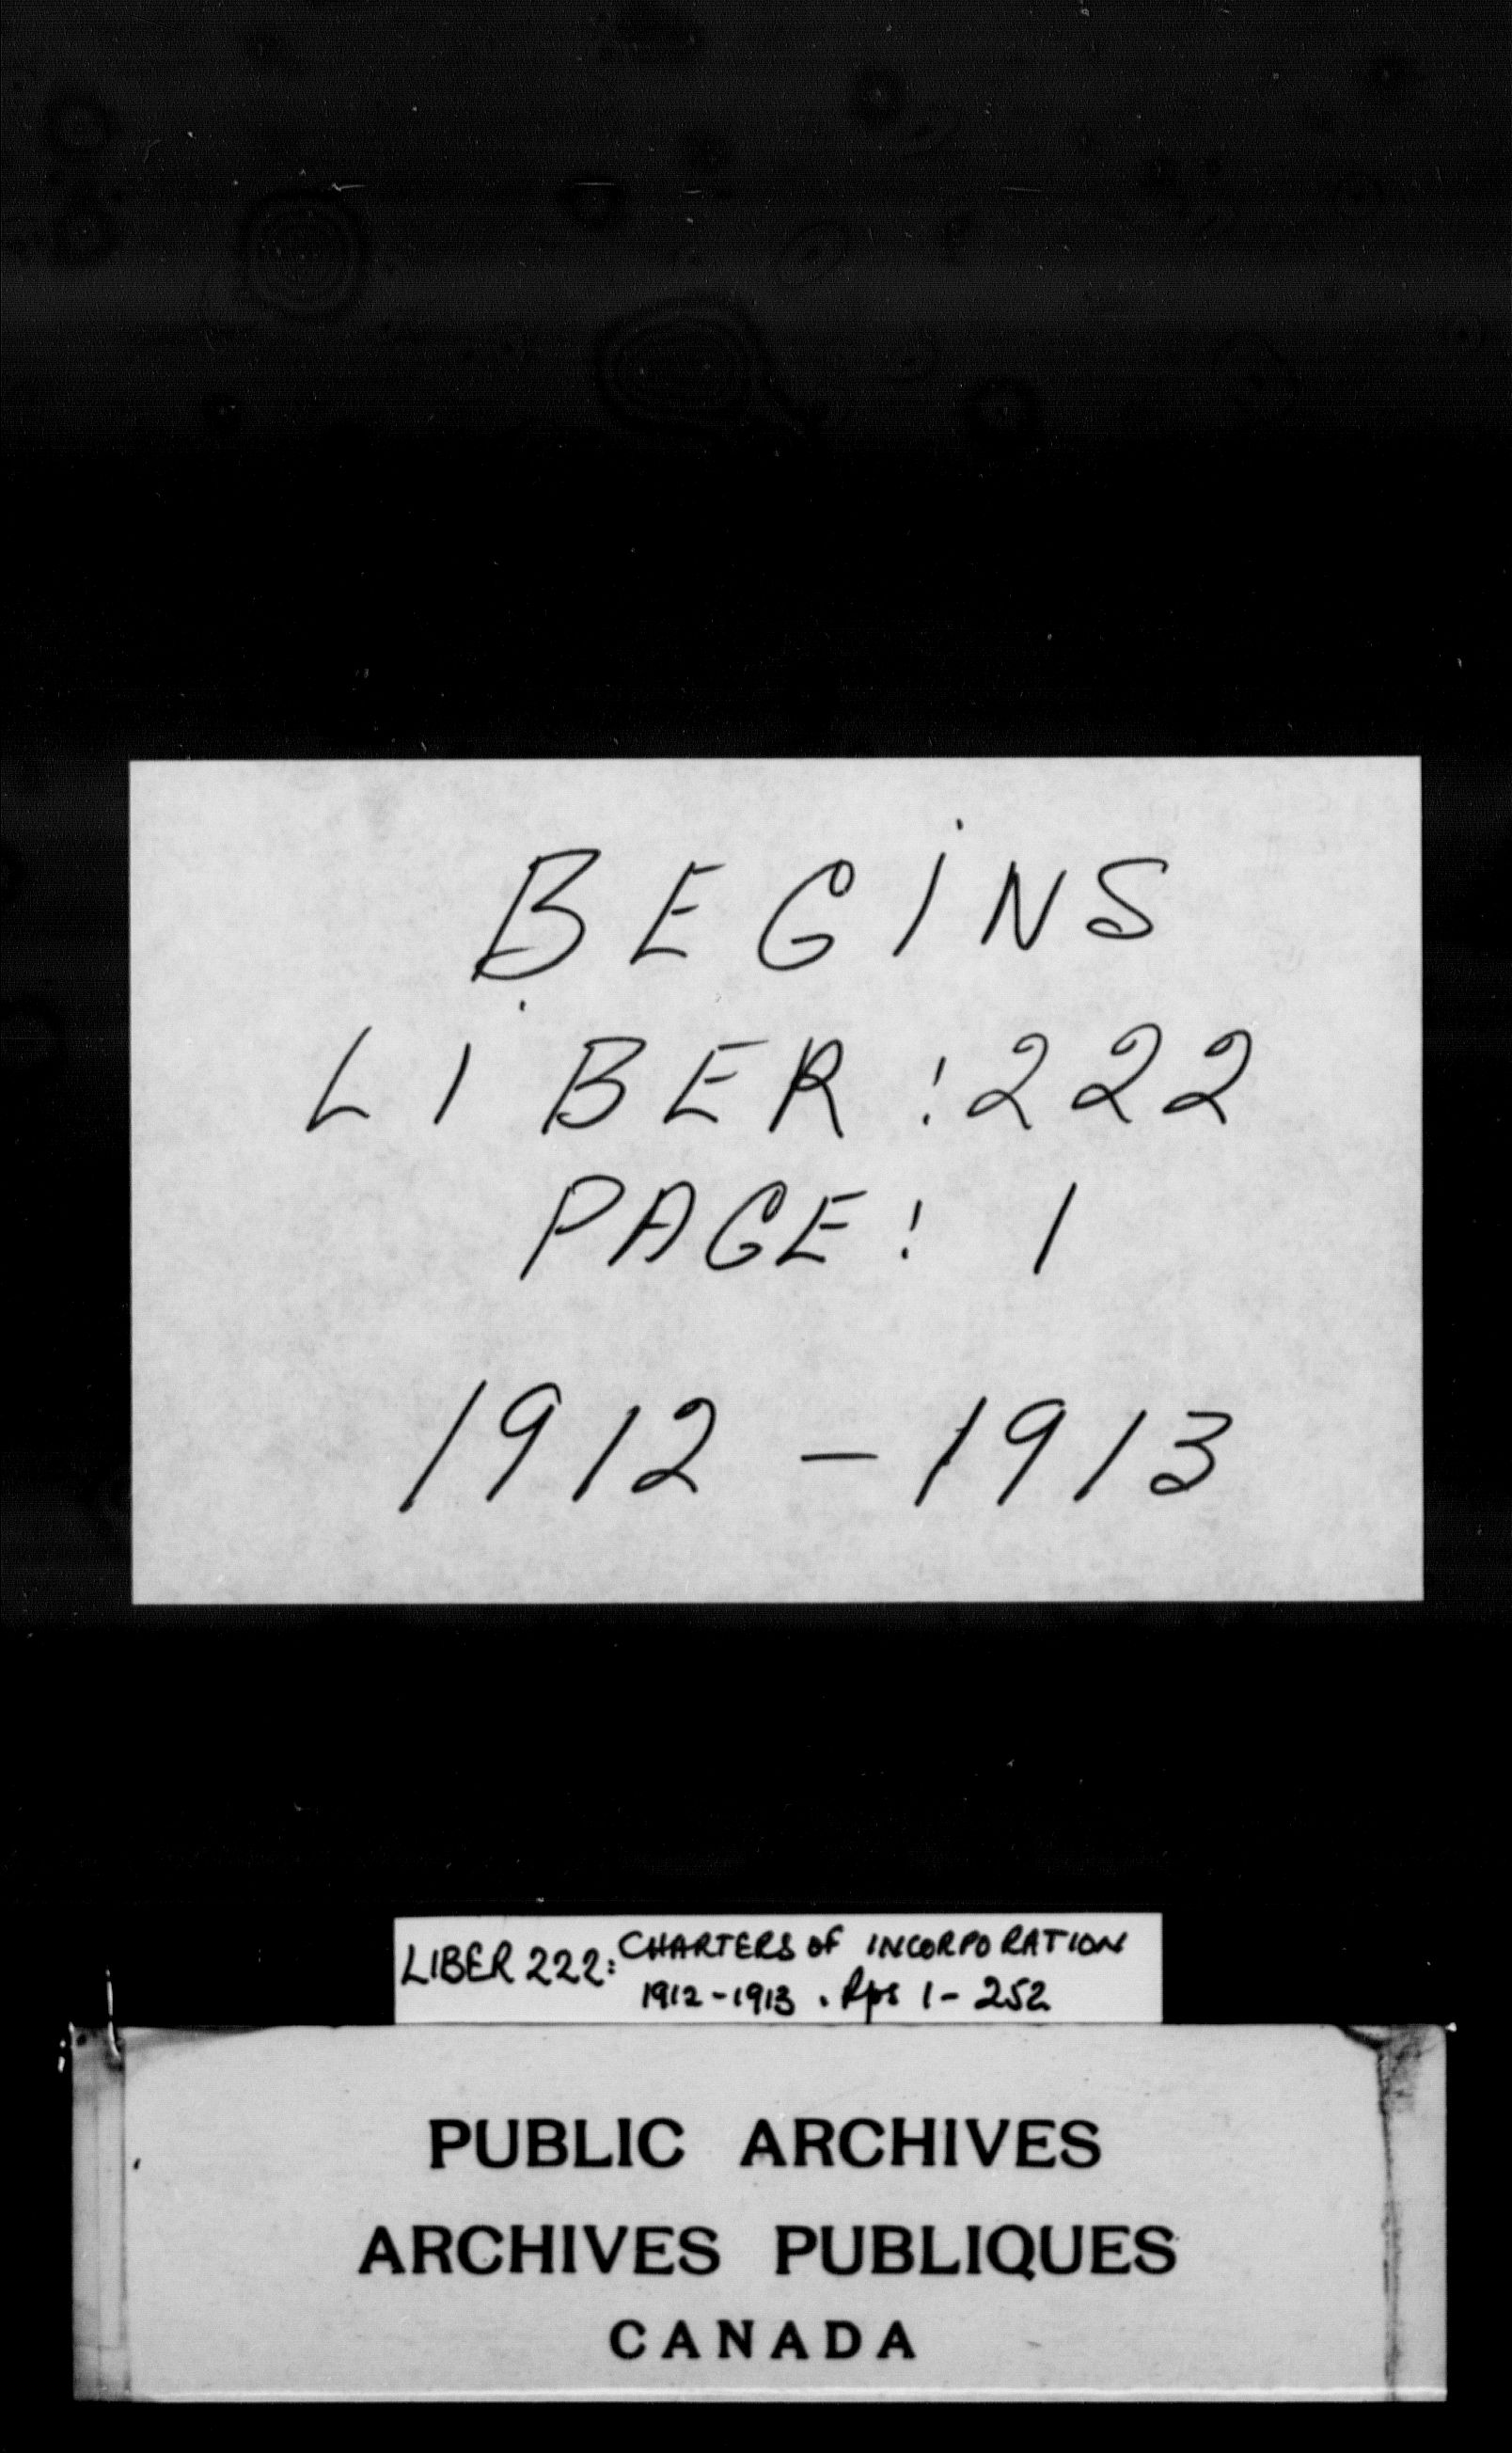 BEGINS
LIBER: 222
PAGE: 1
1912 - 1913
LIBER 222: CHARTERS OF INCORPORATION
1912-1913. 1-252
PUBLIC ARCHIVES
ARCHIVES PUBLIQUES
CANADA